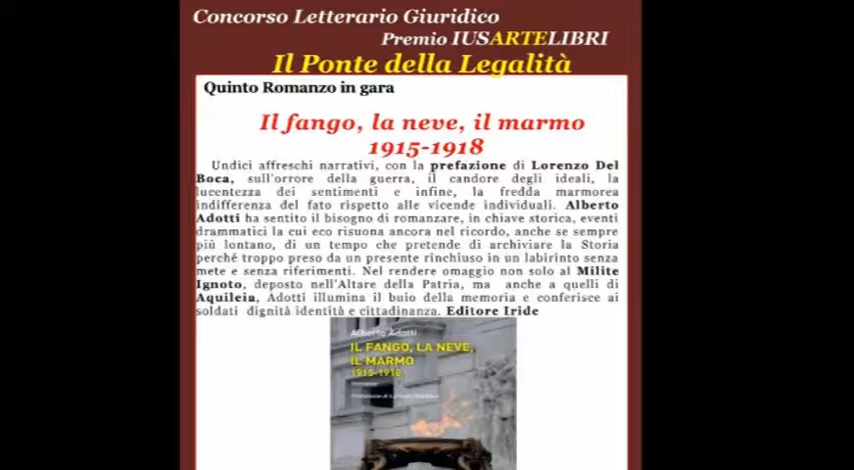 Concorso Letterario Giuridico
Premio IUSARTELIBRI
Il Ponte della Legalità
Quinto Romanzo in gara
Il fango, la neve, il marmo
1915-1918
Undici affreschi narrativi, con la prefazione di Lorenzo Del
Boca, sull'orrore della guerra, il candore degli ideali, la
lucentezza dei sentimenti e infine, la fredda marmorea
indifferenza del fato rispetto alle vicende individuali. Alberto
Adotti ha sentito il bisogno di romanzare, in chiave storica, eventi
drammatici la cui eco risuona ancora nel ricordo, anche se sempre
più lontano, di un tempo che pretende di archiviare la Storia
perché troppo preso da un presente rinchiuso in un labirinto senza
mete e senza riferimenti. Nel rendere omaggio non solo al Milite
Ignoto, deposto nell'Altare della Patria, ma anche a quelli di
Aquileia, Adotti illumina il buio della memoria e conferisce ai
soldati dignità identità e cittadinanza. Editore Iride
Alberto Adotti
IL FANGO, LA NEVE,
IL MARMO
1915-1918